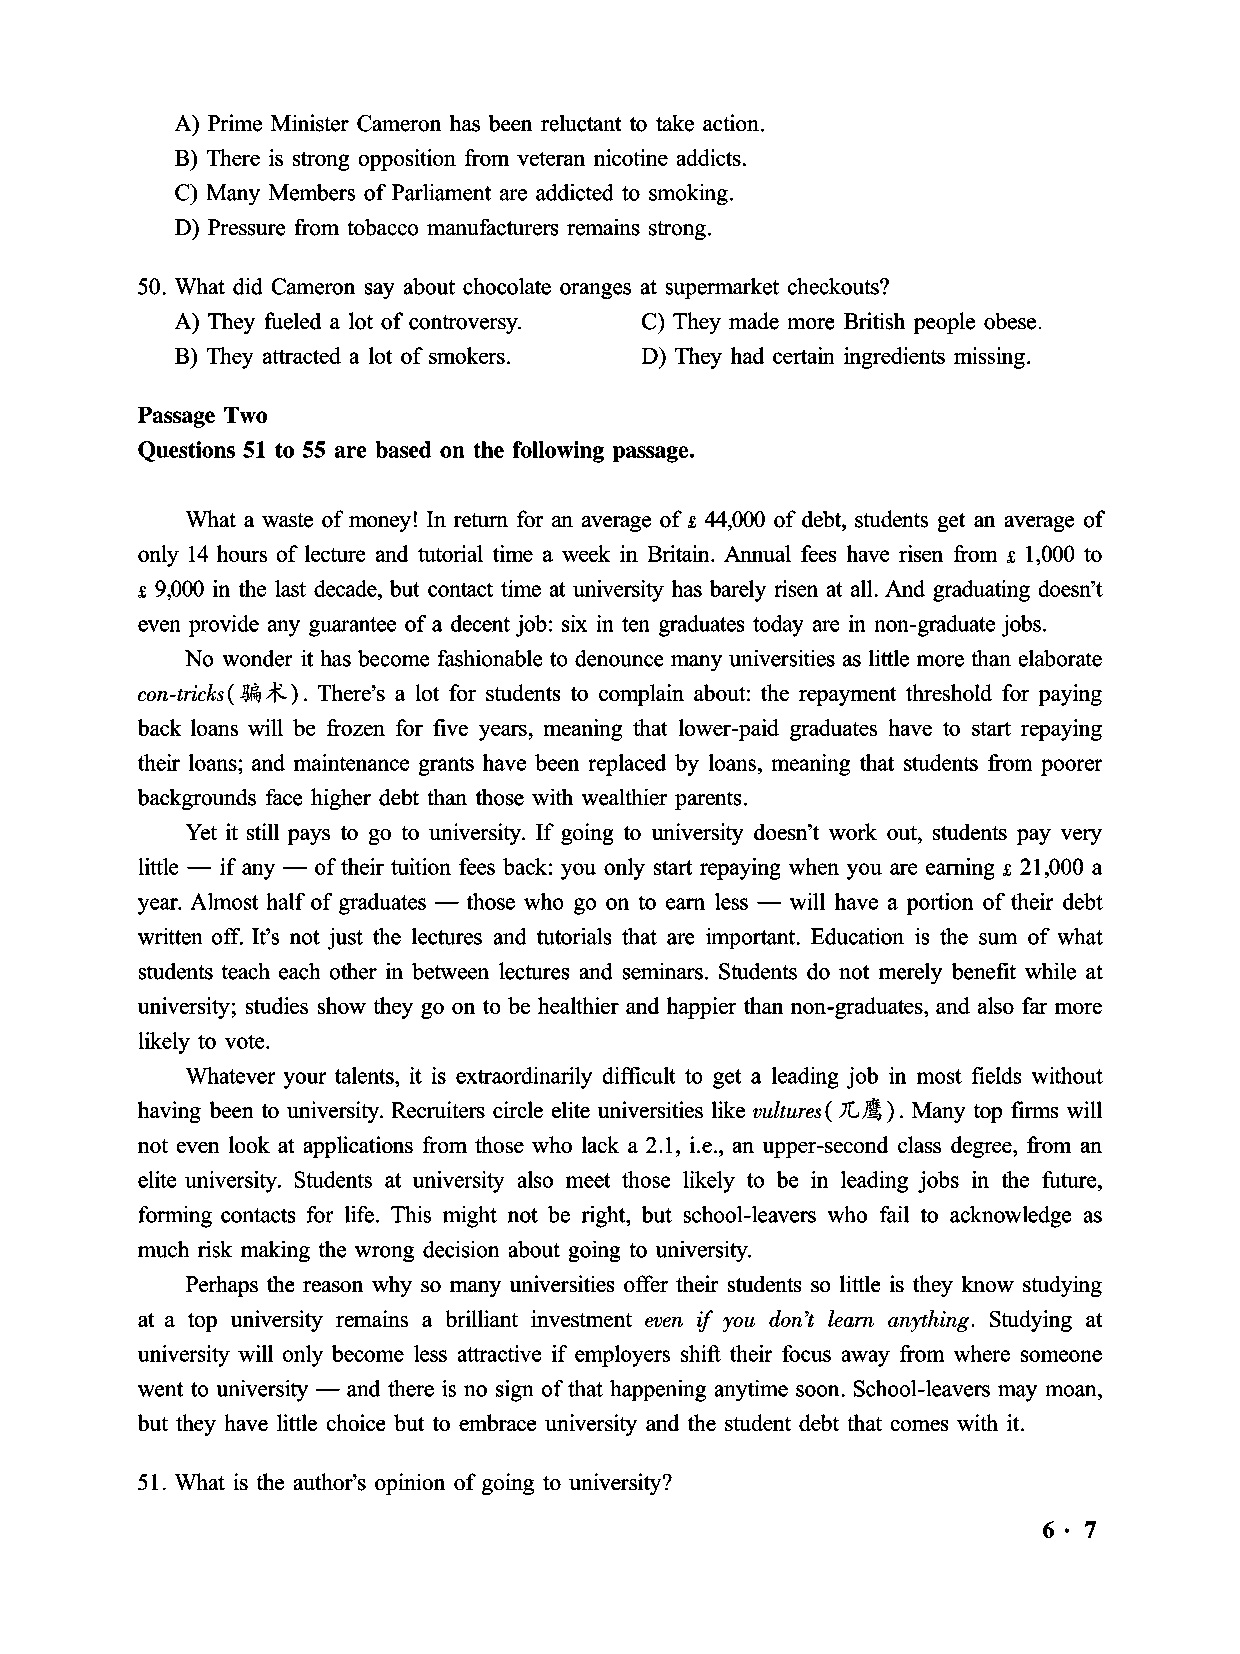 A) Prime Minister Cameron has been reluctant to take action.
B) There is strong opposition from veteran nicotine addicts.
C) Many Members of Parliament are addicted to smoking.
D) Pressure from tobacco manufacturers remains strong.
50. What did Cameron say about chocolate oranges at supermarket checkouts?
A) They fueled a lot of controversy. C) They made more British people obese.
B) They attracted a lot of smokers. D) They had certain ingredients missing.
Passage Two
Questions 51 to 55 are based on the following passage.
What a waste of money! In return for an average of £ 44,000 of debt, students get an average of
only 14 hours of lecture and tutorial time a week in Britain. Annual fees have risen from £ 1,000 to
£ 9,000 in the last decade, but contact time at university has barely risen at all. And graduating doesn't
even provide any guarantee of a decent job: six in ten graduates today are in non-graduate jobs.
No wonder it has become fashionable to denounce many universities as little more than elaborate
con-tricks(骗术). There's a lot for students to complain about: the repayment threshold for paying
back loans will be frozen for five years, meaning that lower-paid graduates have to start repaying
their loans; and maintenance grants have been replaced by loans, meaning that students from poorer
backgrounds face higher debt than those with wealthier parents.
Yet it still pays to go to university. If going to university doesn't work out, students pay very
little — if any — of their tuition fees back: you only start repaying when you are earning £ 21,000 a
year. Almost half of graduates — those who go on to earn less — will have a portion of their debt
written off. It's not just the lectures and tutorials that are important. Education is the sum of what
students teach each other in between lectures and seminars. Students do not merely benefit while at
university; studies show they go on to be healthier and happier than non-graduates, and also far more
likely to vote.
Whatever your talents, it is extraordinarily difficult to get a leading job in most fields without
having been to university. Recruiters circle elite universities like vultures(兀鹰). Many top firms will
not even look at applications from those who lack a 2.1, i.e., an upper-second class degree, from an
elite university. Students at university also meet those likely to be in leading jobs in the future,
forming contacts for life. This might not be right, but school-leavers who fail to acknowledge as
much risk making the wrong decision about going to university.
Perhaps the reason why so many universities offer their students so little is they know studying
at a top university remains a brilliant investment even if you don't learn anything. Studying at
university will only become less attractive if employers shift their focus away from where someone
went to university — and there is no sign of that happening anytime soon. School-leavers may moan,
but they have little choice but to embrace university and the student debt that comes with it.
51. What is the author's opinion of going to university?
6 · 7